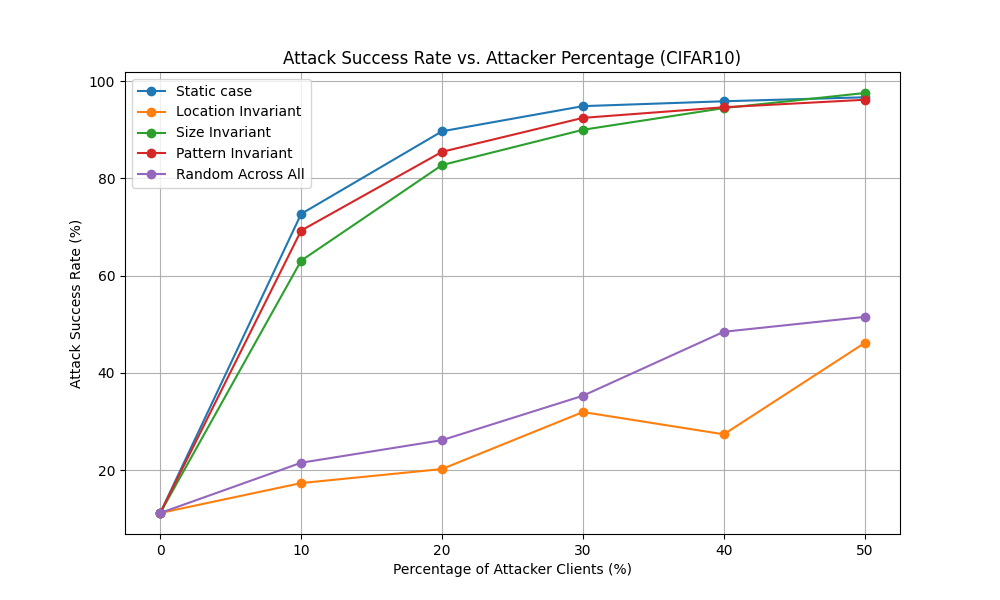 Attack Success Rate vs. Attacker Percentage (CIFAR10)
Static case
Location Invariant
Size Invariant
Pattern Invariant
Random Across All
Attack Success Rate (%)
100
80
60
40
20
0 10 20 30 40 50
Percentage of Attacker Clients (%)